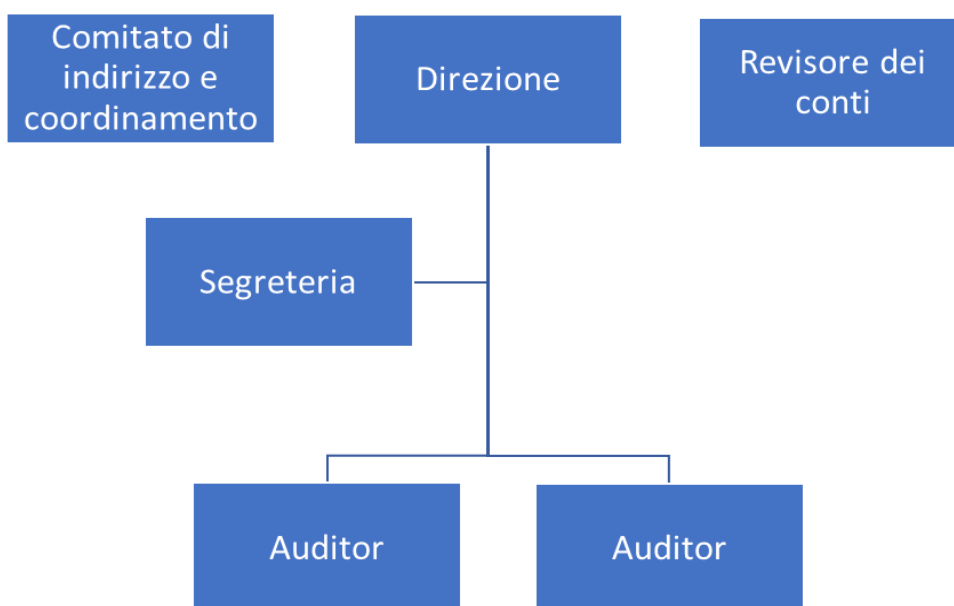 Comitato di
indirizzo e
coordinamento
Direzione
Revisore dei
conti
Segreteria
Auditor
Auditor